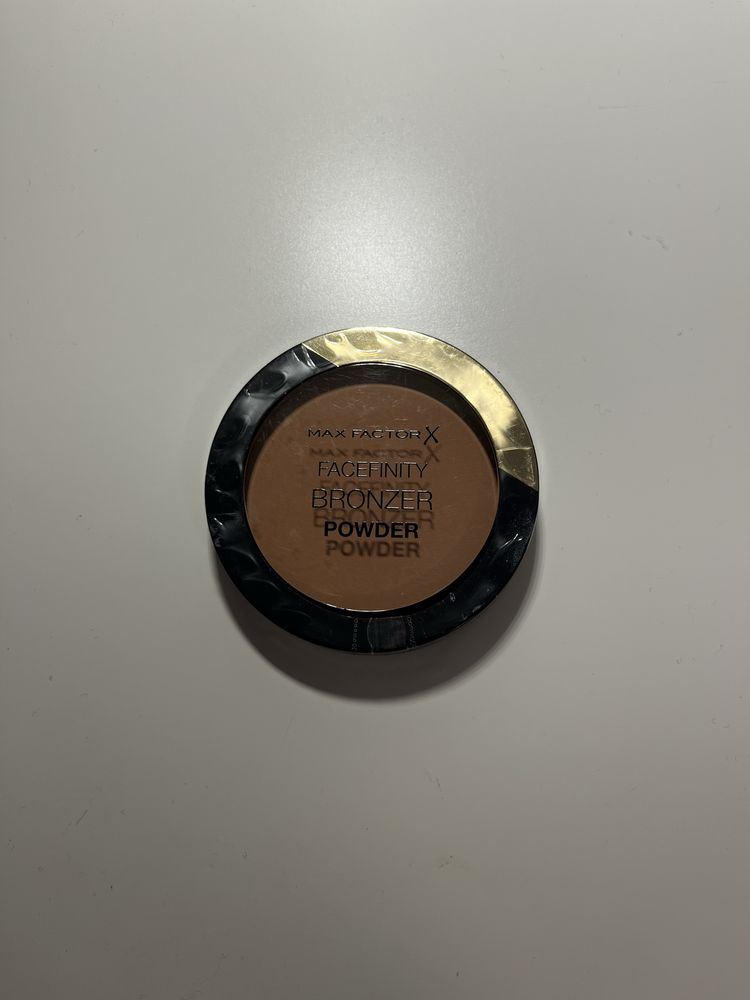 MAX FACTOR X
FACEFINITY
BRONZER
POWDER